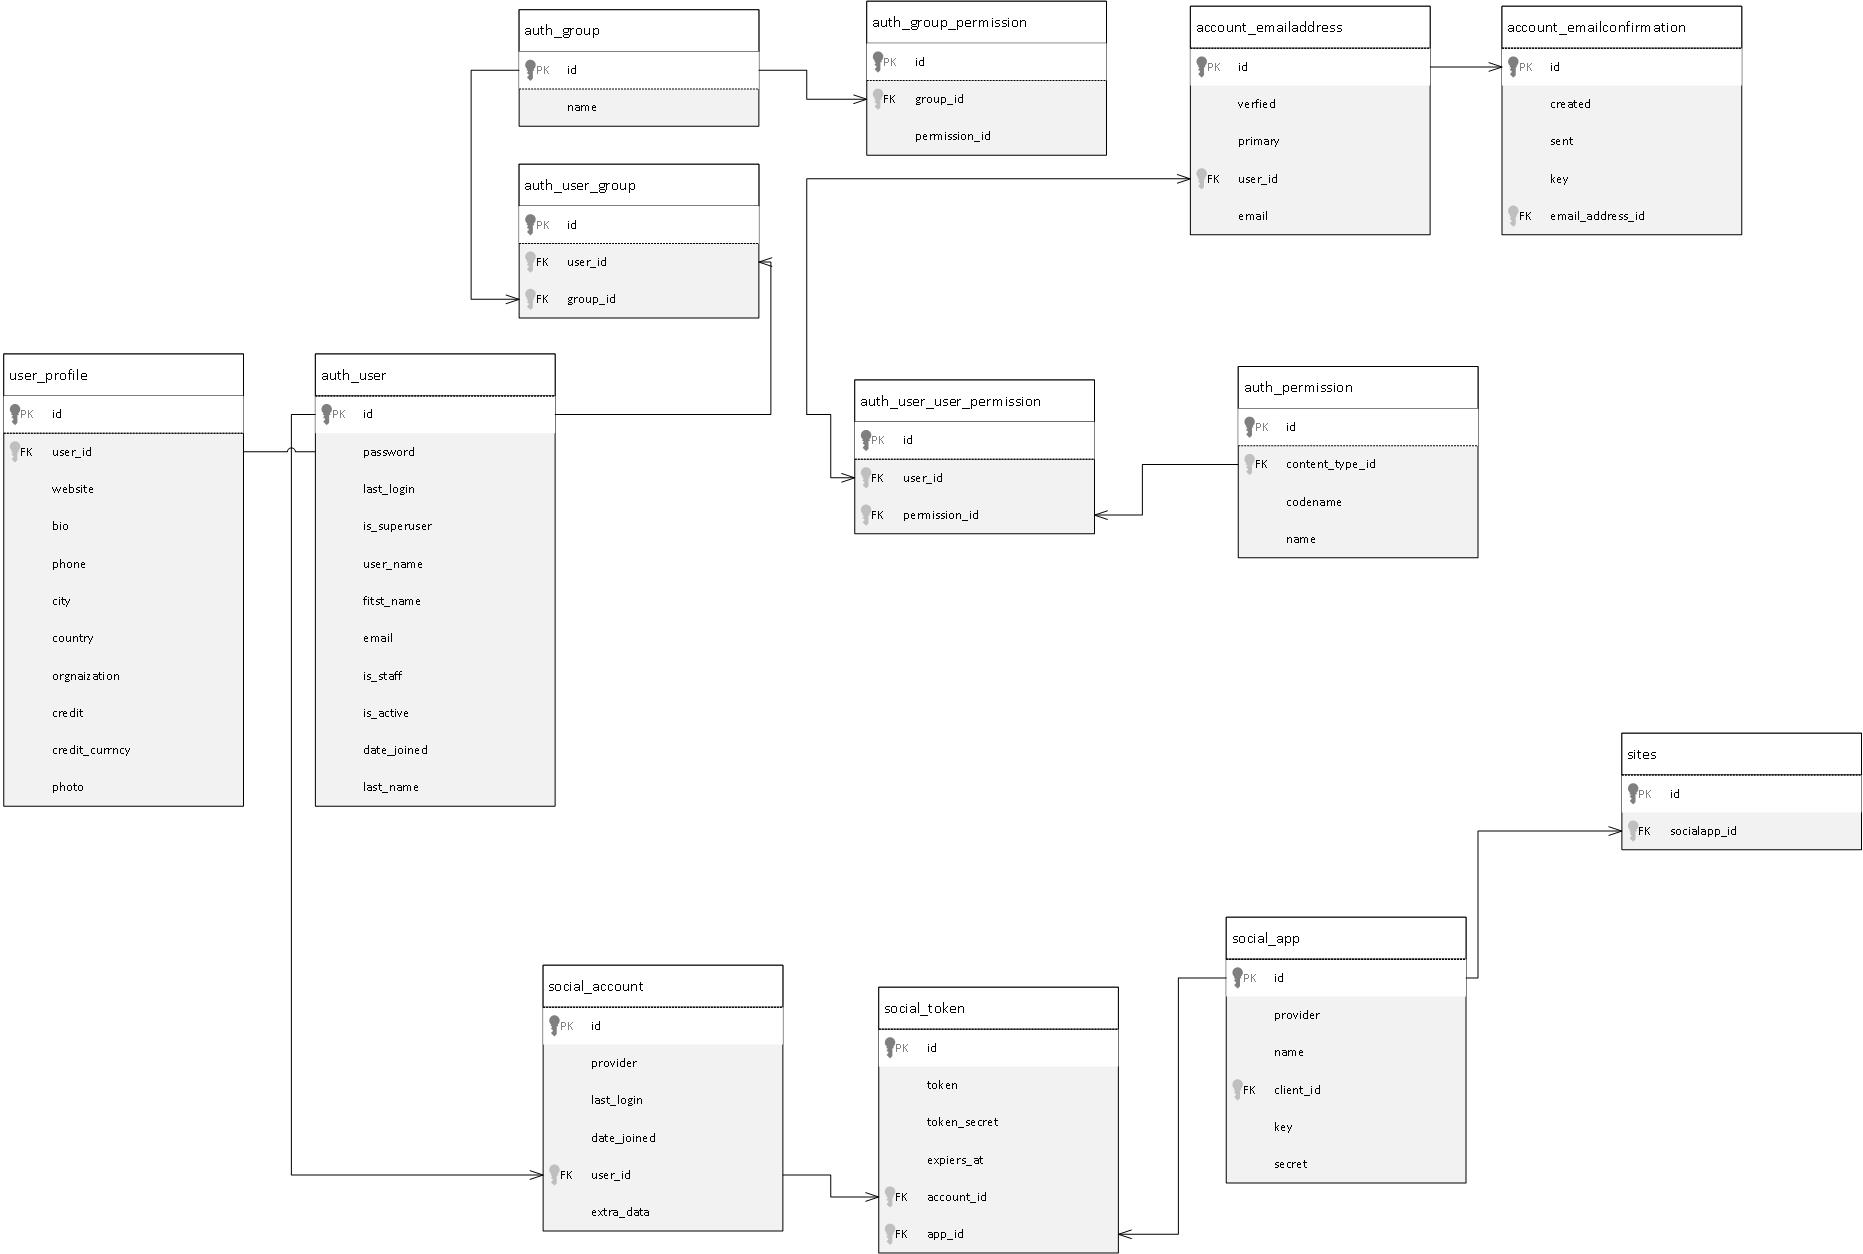 auth_group
PK id
name
auth_group_permission
PK id
FK group_id
permission_id
account_emailaddress
PK id
verfied
primary
FK user_id
email
account_emailconfirmation
PK id
created
sent
key
FK email_address_id
auth_user_group
PK id
FK user_id
FK group_id
user_profile
PK id
FK user_id
website
bio
phone
city
country
orgnaization
credit
credit_currncy
photo
auth_user
PK id
password
last_login
is_superuser
user_name
fitst_name
email
is_staff
is_active
date_joined
last_name
auth_user_user_permission
PK id
FK user_id
FK permission_id
auth_permission
PK id
FK content_type_id
codename
name
sites
PK id
FK socialapp_id
social_account
PK id
provider
last_login
date_joined
FK user_id
extra_data
social_token
PK id
token
token_secret
expiers_at
FK account_id
FK app_id
social_app
PK id
provider
name
FK client_id
key
secret